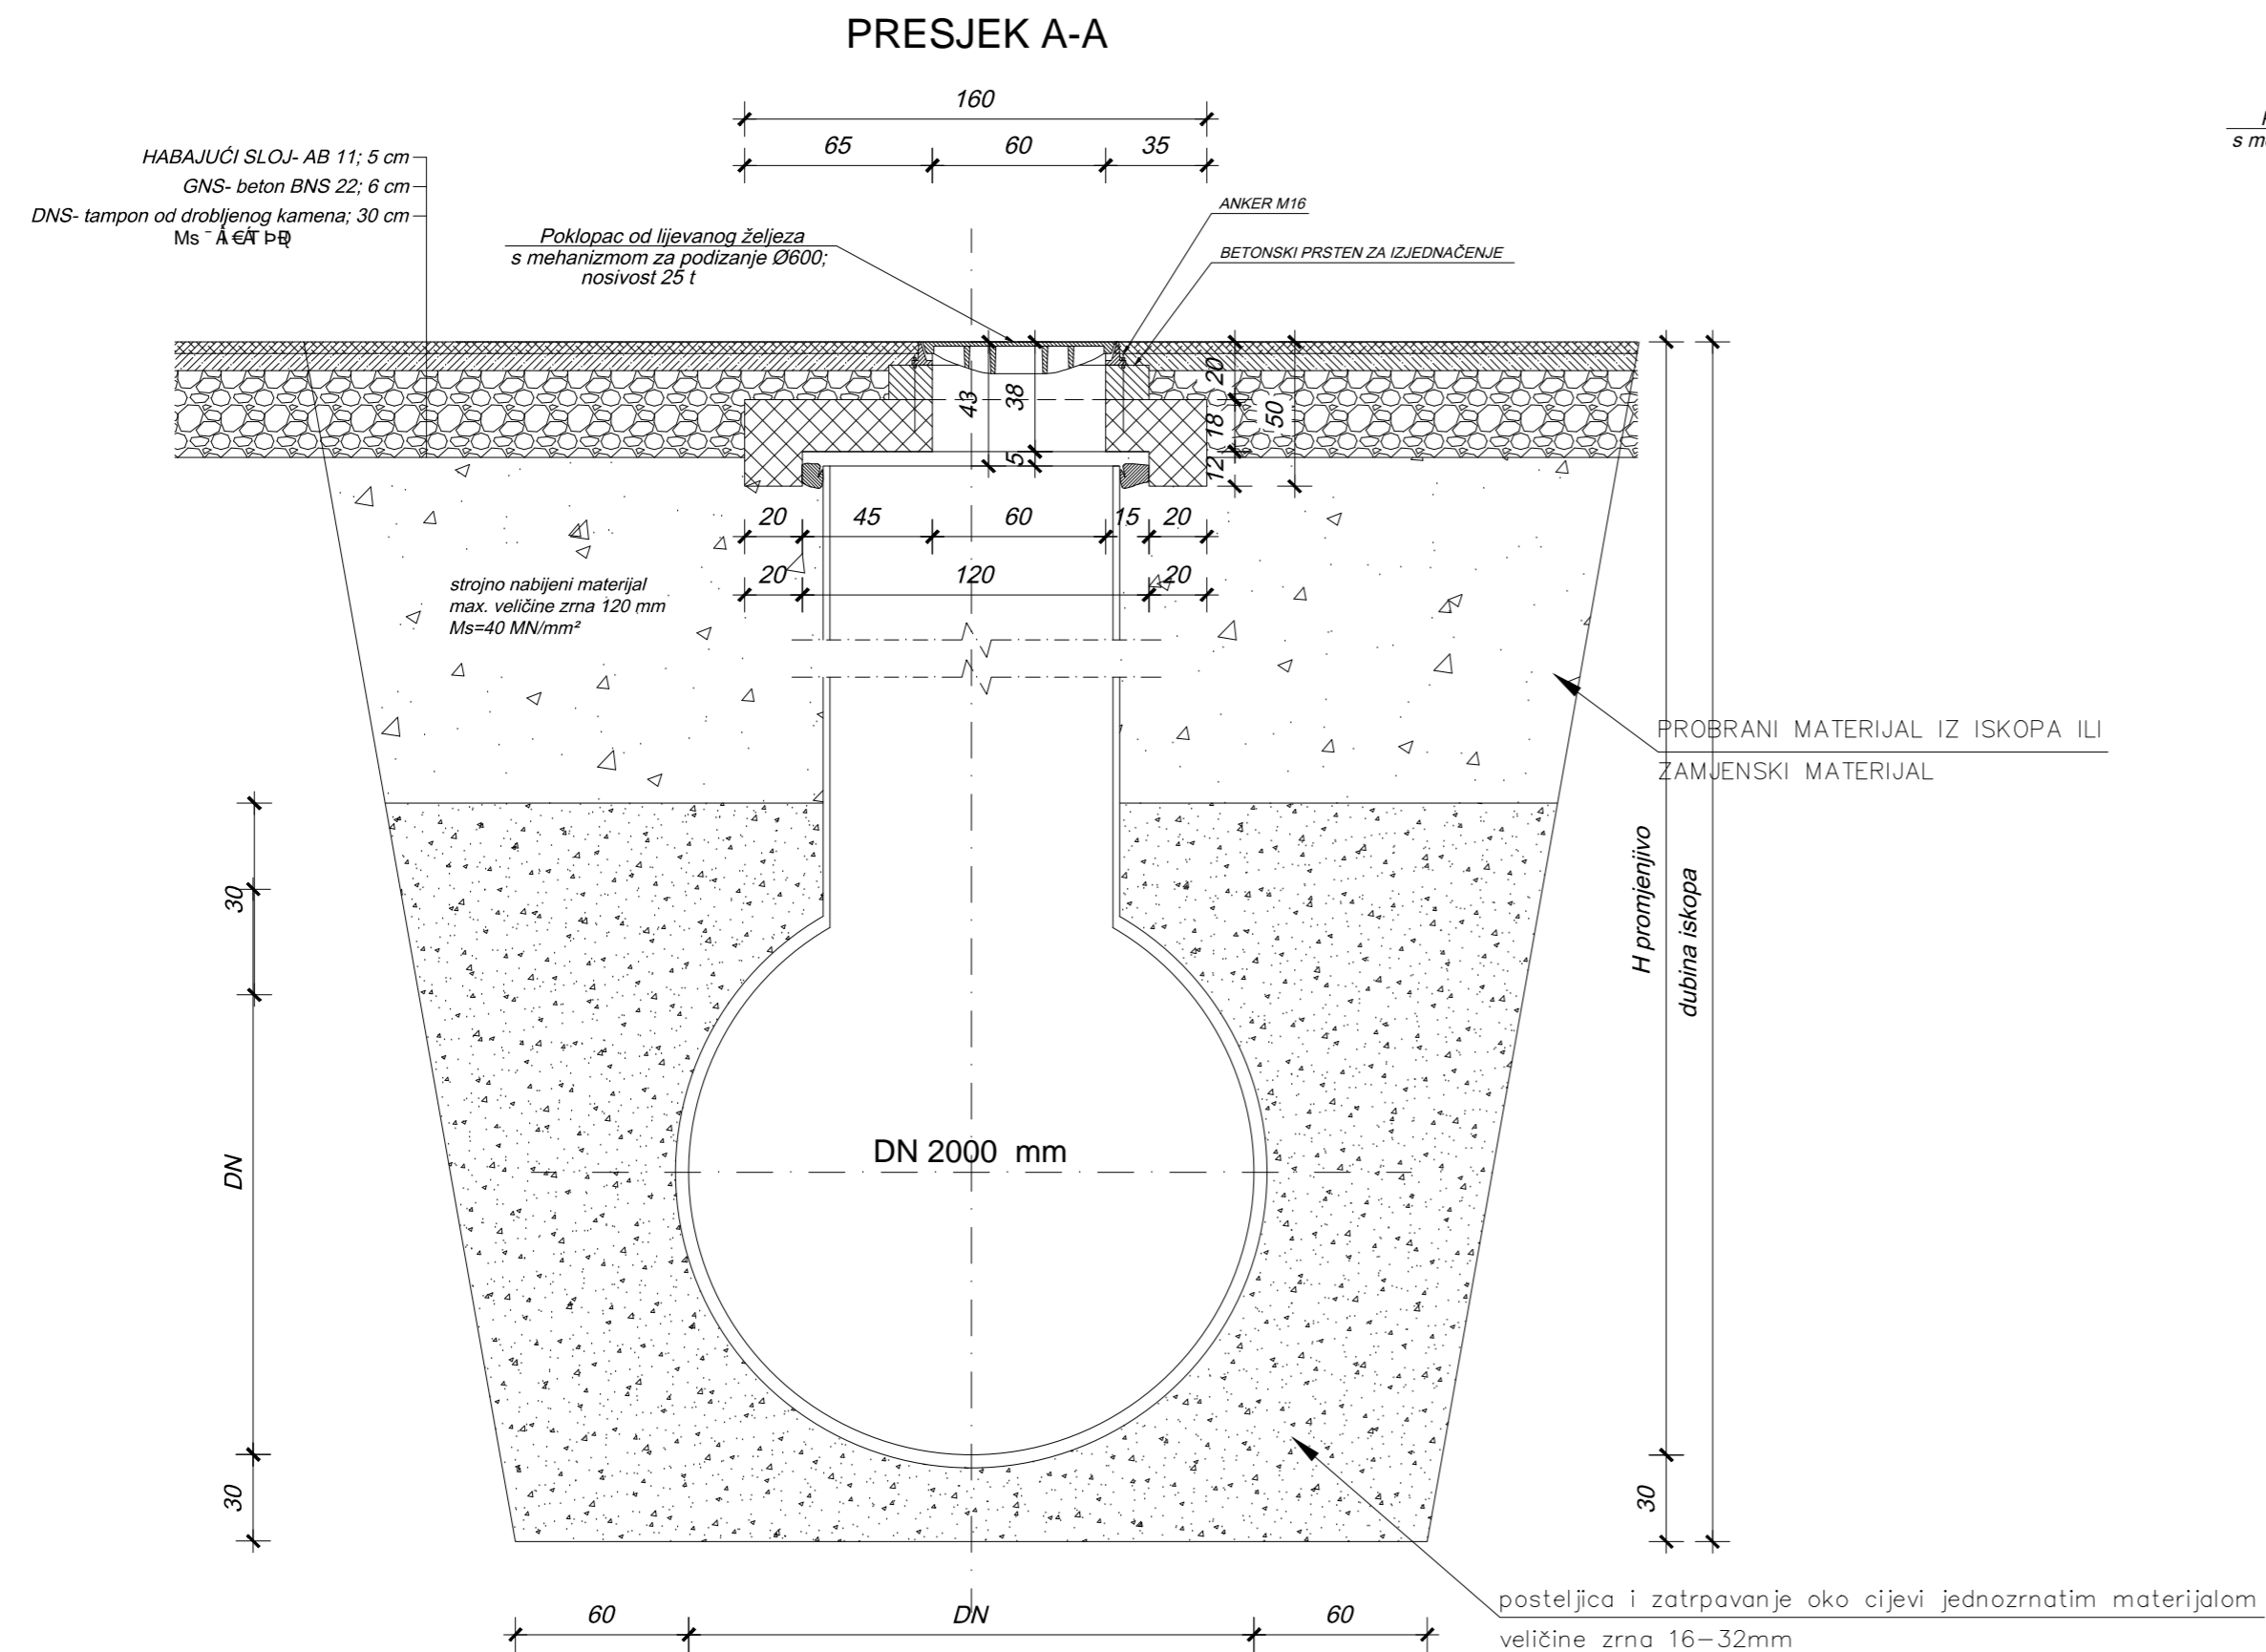 PRESJEK A-A
160
65 60 35
HABAJUĆI SLOJ- AB 11; 5 cm
GNS- beton BNS 22; 6 cm
DNS- tampon od drobljenog kamena; 30 cm
Ms
s m
Poklopac od lijevanog željeza
s mehanizmom za podizanje Ø600;
nosivost 25 t
ANKER M16
BETONSKI PRSTEN ZA IZJEDNAČENJE
43
38
5
20
18
12
50
20 45 60 15 20
20 120 20
strojno nabijeni materijal
max. veličine zrna 120 mm
Ms=40 MN/mm²
PROBRANI MATERIJAL IZ ISKOPA ILI
ZAMJENSKI MATERIJAL
H promjenjivo
dubina iskopa
30
DN
30
DN 2000 mm
30
posteljica i zatrpavanje oko cijevi jednozrnatim materijalom
veličine zrna 16-32mm
60 DN 60